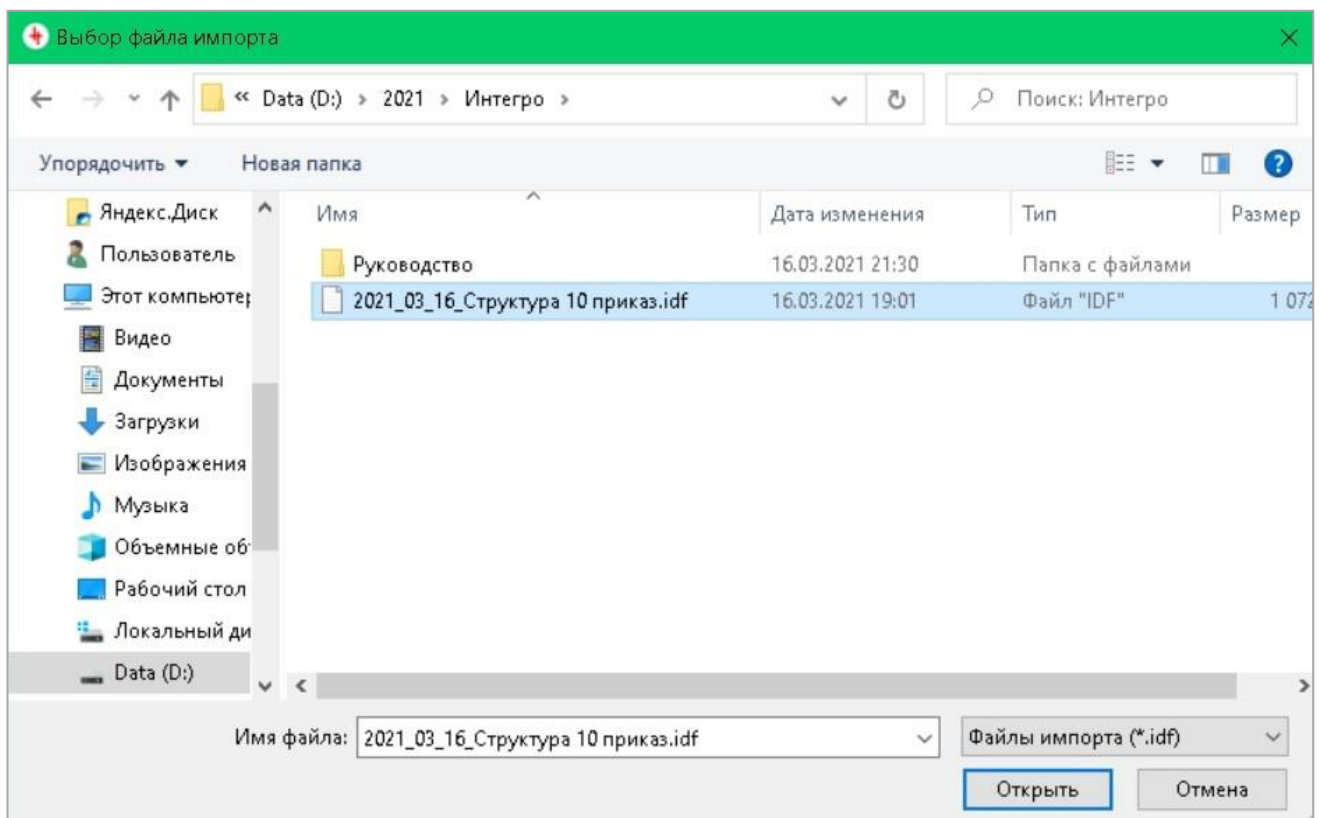 Выбор файла импорта
« Data (D:) › 2021 › Интегро ›
Поиск: Интегро
Упорядочить Новая папка
Имя Дата изменения Тип Размер
Руководство 16.03.2021 21:30 Папка с файлами
2021_03_16_Структура 10 приказ.idf 16.03.2021 19:01 Файл "IDF" 1 072
Яндекс.Диск
Пользователь
Этот компьютер
Видео
Документы
Загрузки
Изображения
Музыка
Объемные об
Рабочий стол
Локальный ди
Data (D:)
Имя файла: 2021_03_16_Структура 10 приказ.idf Файлы импорта (*.idf)
Открыть Отмена